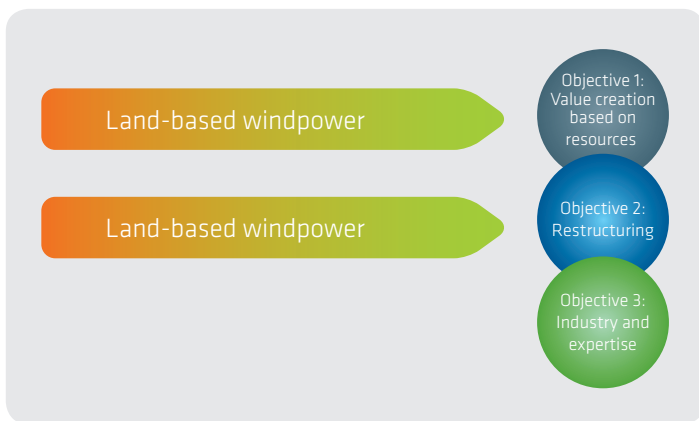 Land-based windpower
Objective 1:
Value creation
based on
resources
Land-based windpower
Objective 2:
Restructuring
Objective 3:
Industry and
expertise